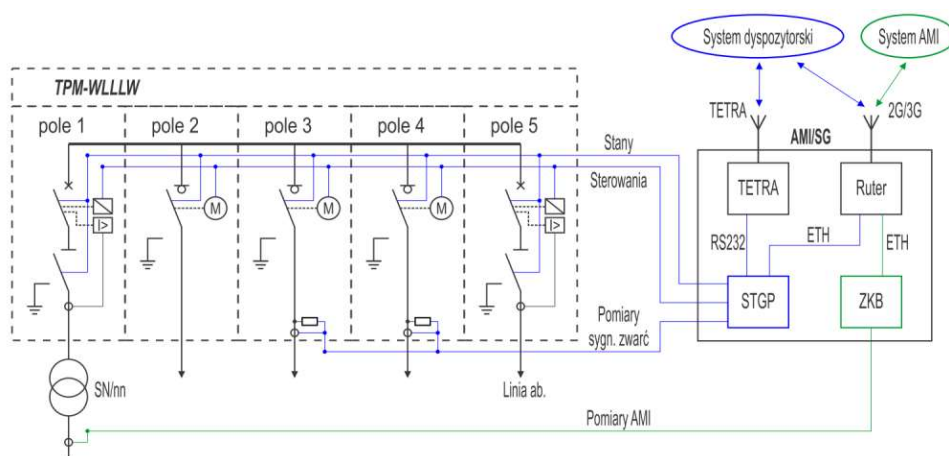 System dyspozytorski
System AMI
TPM-WLLLW
TETRA
2G/3G
pole 1
pole 2
pole 3
pole 4
pole 5
Stany
AMI/SG
Sterowania
TETRA
Ruter
M
M
M
I>
I>
RS232
ETH
ETH
STGP
ZKB
Pomiary
sygn. zwarć
SN/nn
Linia ab.
Pomiary AMI